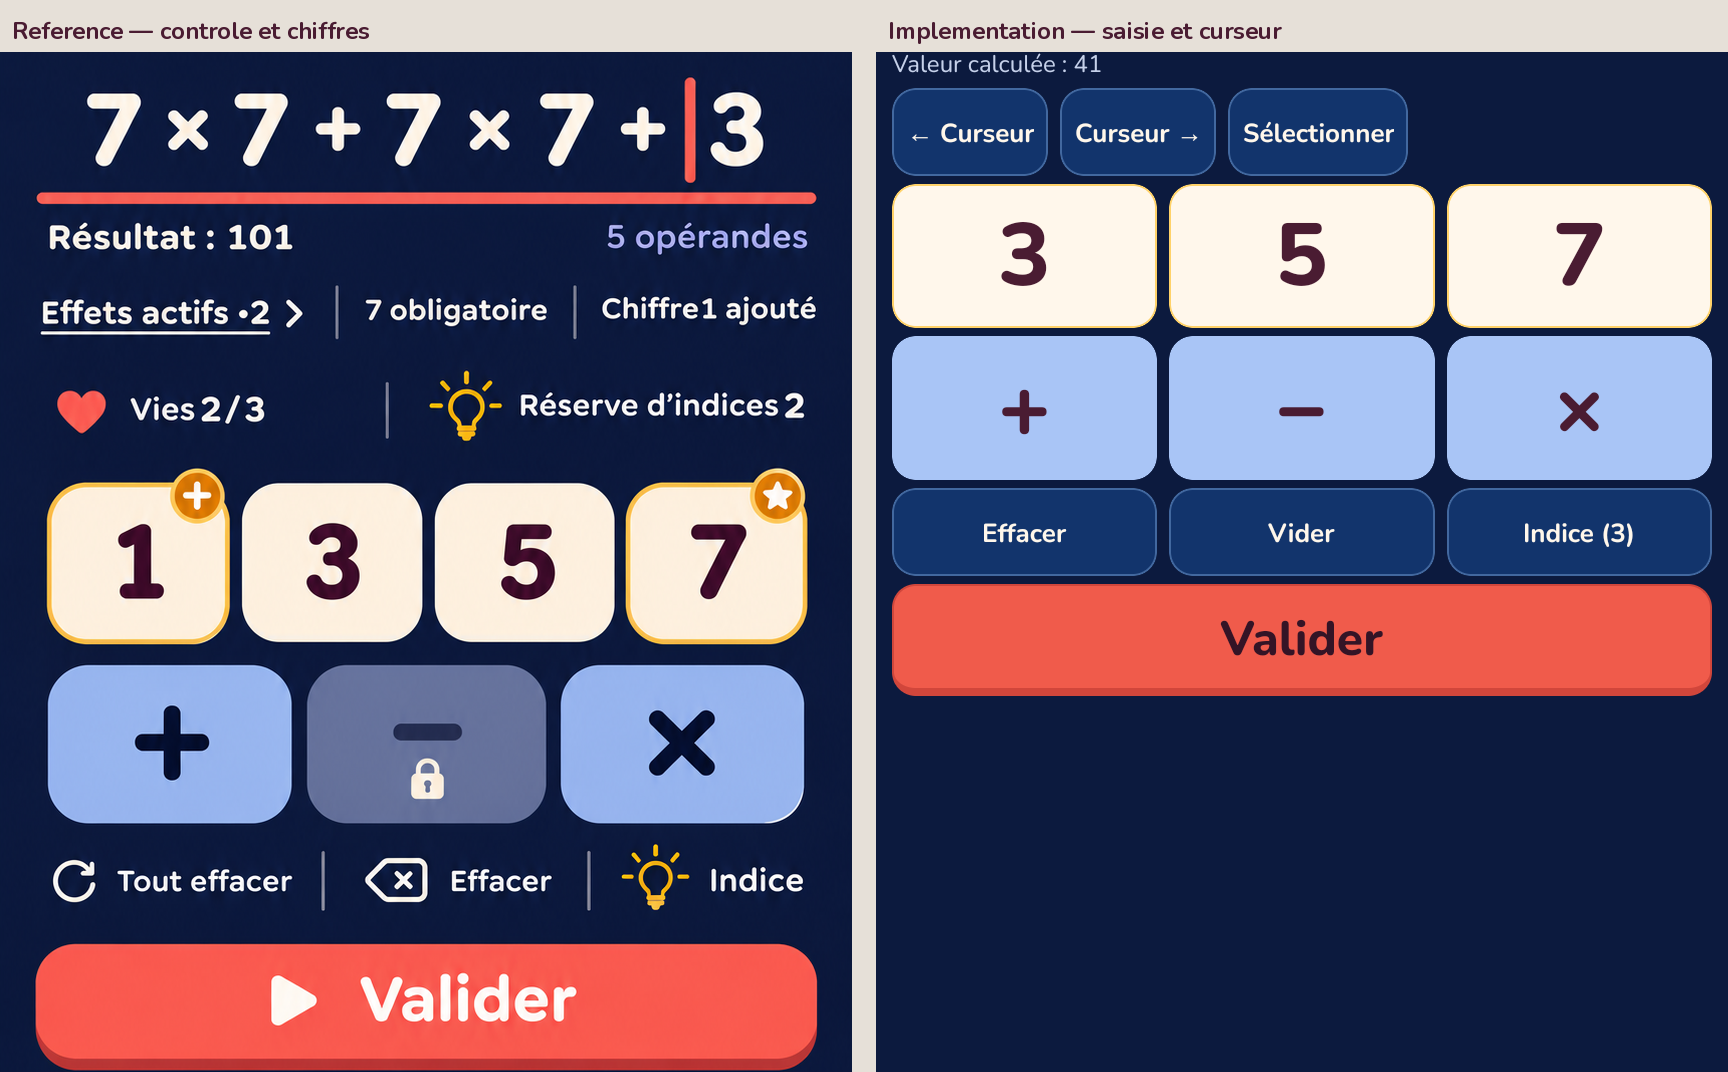 Reference — controle et chiffres
7 × 7 + 7 × 7 + 3
Résultat : 101
5 opérandes
Effets actifs •2
7 obligatoire
Chiffre1 ajouté
Vies 2/3
Réserve d'indices 2
1 3 5 7
+ − ×
Tout effacer
Effacer
Indice
Valider
Implementation — saisie et curseur
Valeur calculée : 41
← Curseur
Curseur →
Sélectionner
3 5 7
+ − ×
Effacer
Vider
Indice (3)
Valider